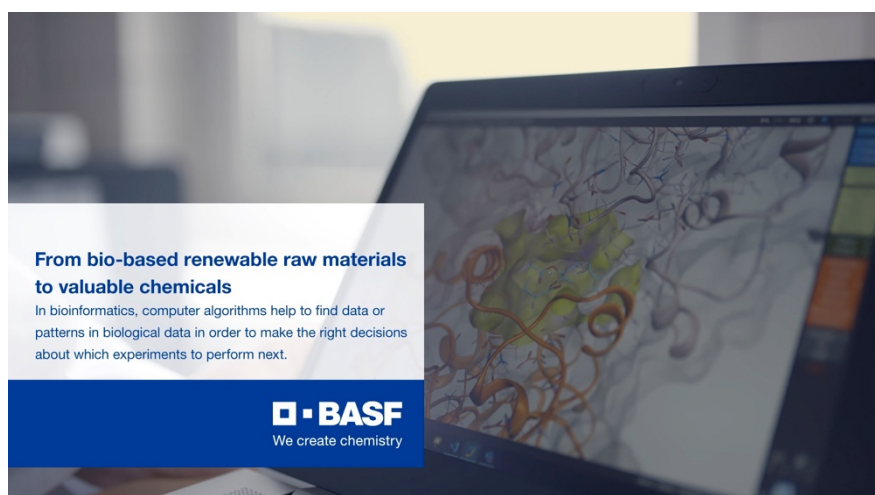 From bio-based renewable raw materials
to valuable chemicals
In bioinformatics, computer algorithms help to find data or
patterns in biological data in order to make the right decisions
about which experiments to perform next.
BASF
We create chemistry